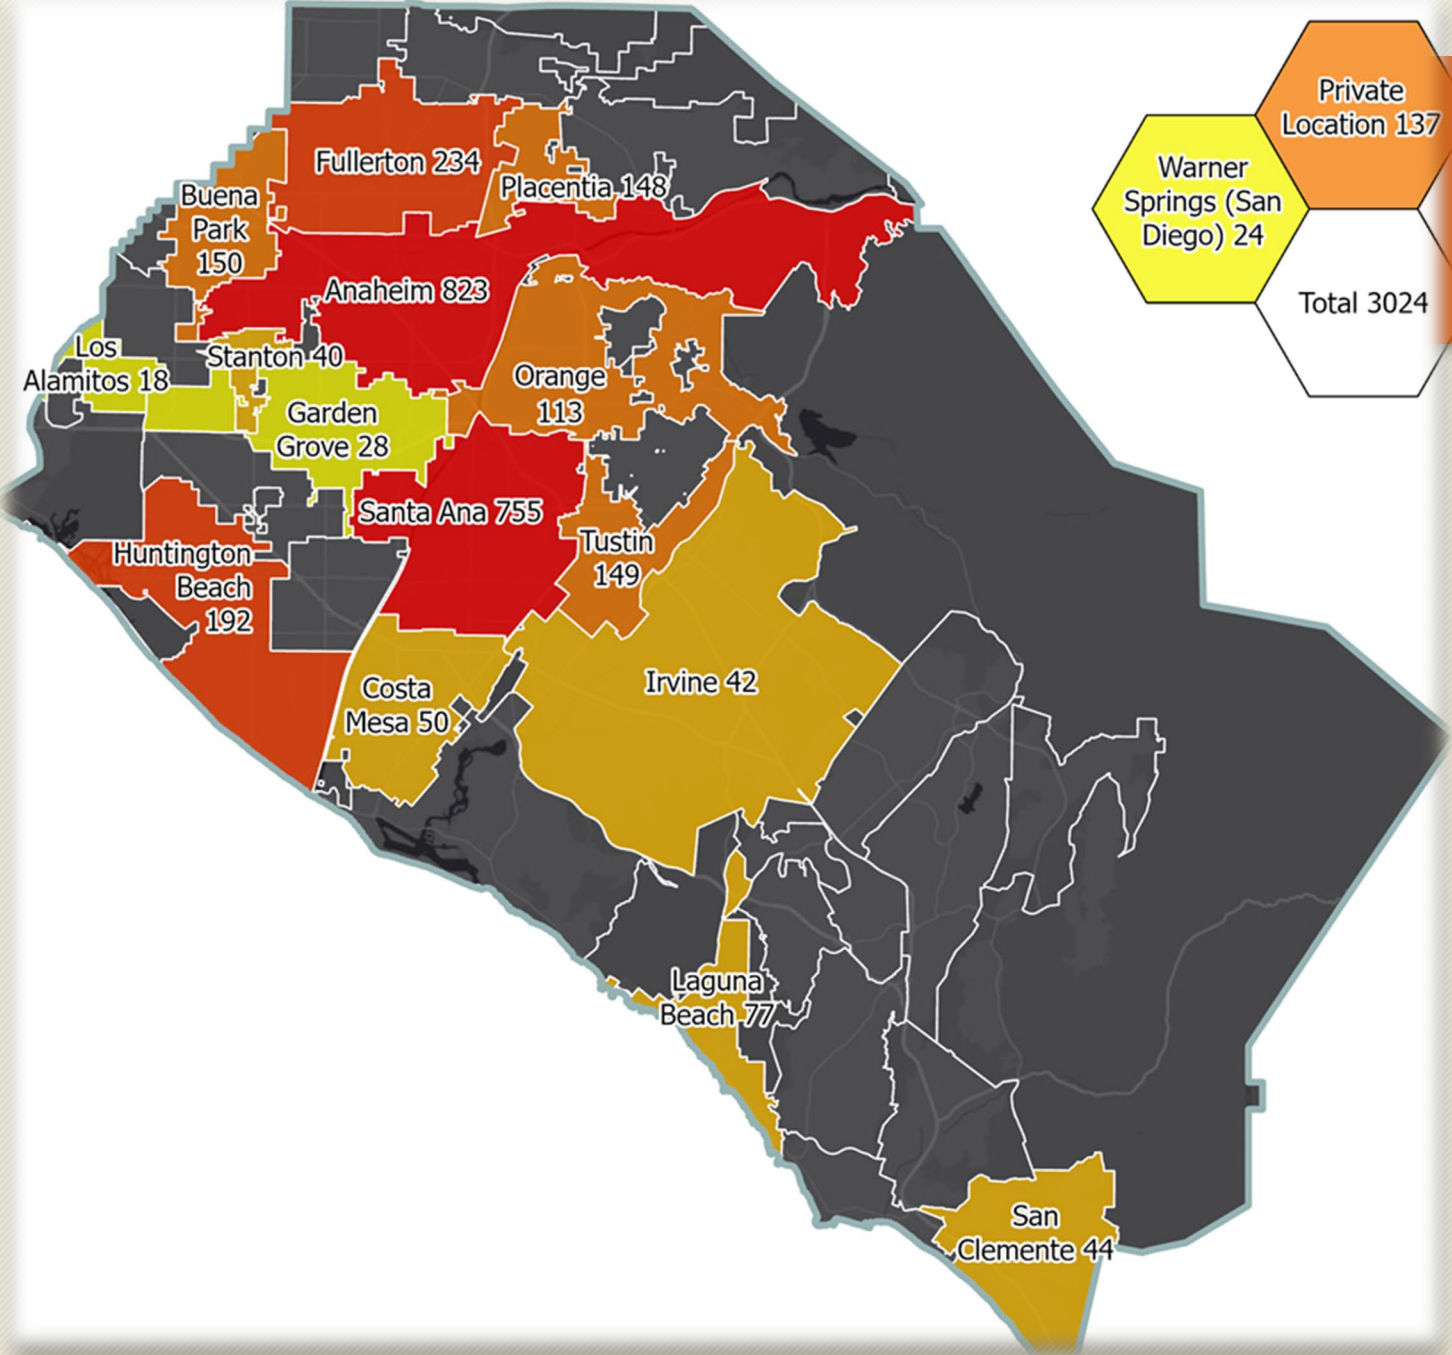 Private
Location 137
Warner
Springs (San
Diego) 24
Total 3024
Fullerton 234
Placentia 148
Buena
Park
150
Anaheim 823
Los
Alamitos 18
Stanton 40
Orange
113
Garden
Grove 28
Santa Ana 755
Tustin
149
Huntington
Beach
192
Irvine 42
Costa
Mesa 50
Laguna
Beach 77
San
Clemente 44